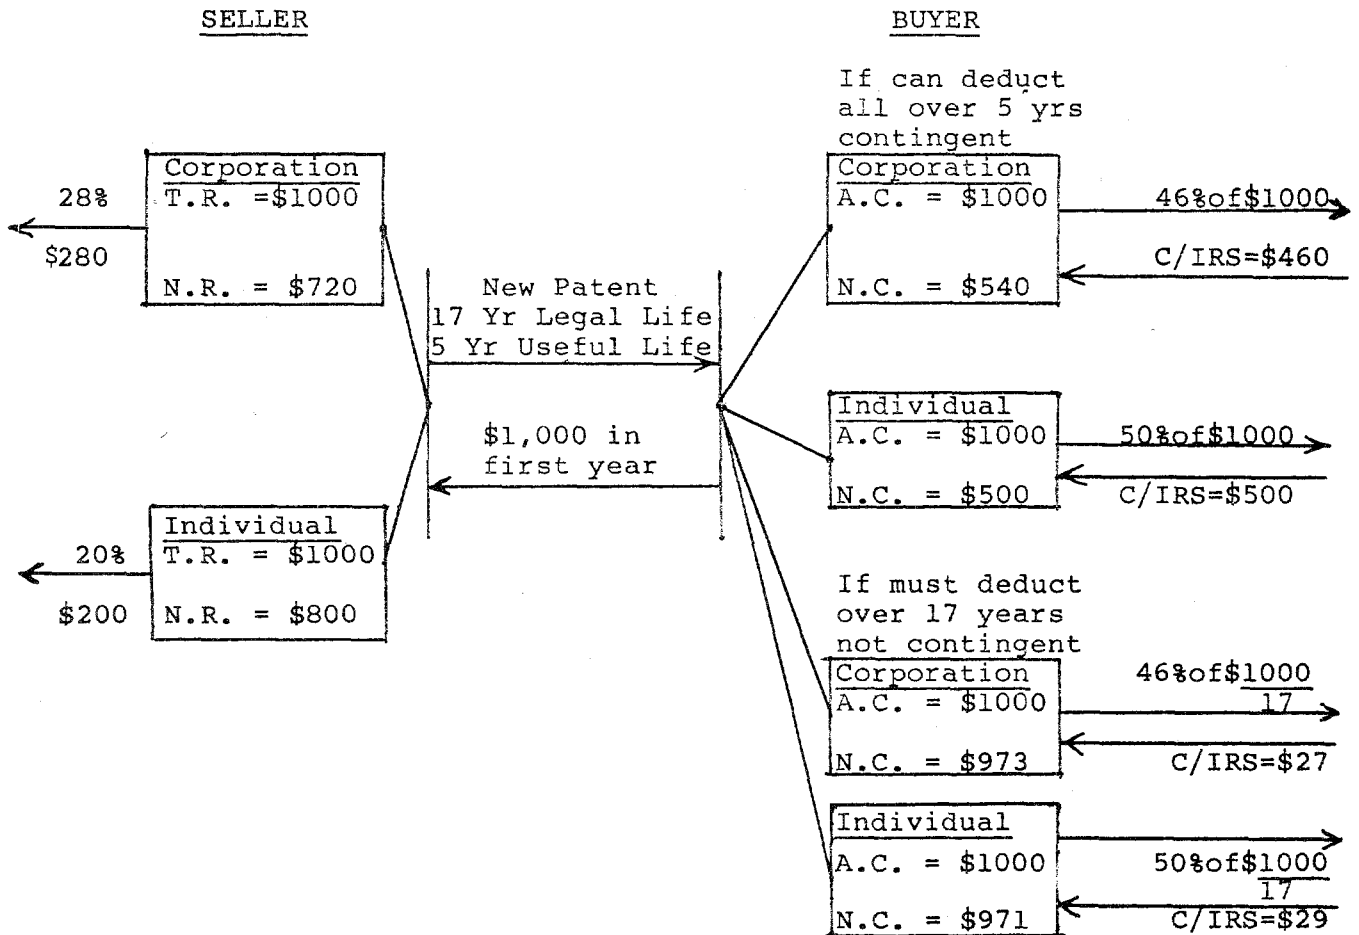 SELLER
28%
$280
Corporation
T.R. =$1000
N.R. = $720
20%
$200
Individual
T.R. = $1000
N.R. = $800
New Patent
17 Yr Legal Life
5 Yr Useful Life
$1,000 in
first year
BUYER
If can deduct
all over 5 yrs
contingent
Corporation
A.C. = $1000
N.C. = $540
46%of$1000
C/IRS=$460
Individual
A.C. = $1000
N.C. = $500
50%of$1000
C/IRS=$500
If must deduct
over 17 years
not contingent
Corporation
A.C. = $1000
N.C. = $973
46%of$1000
17
C/IRS=$27
Individual
A.C. = $1000
N.C. = $971
50%of$1000
17
C/IRS=$29